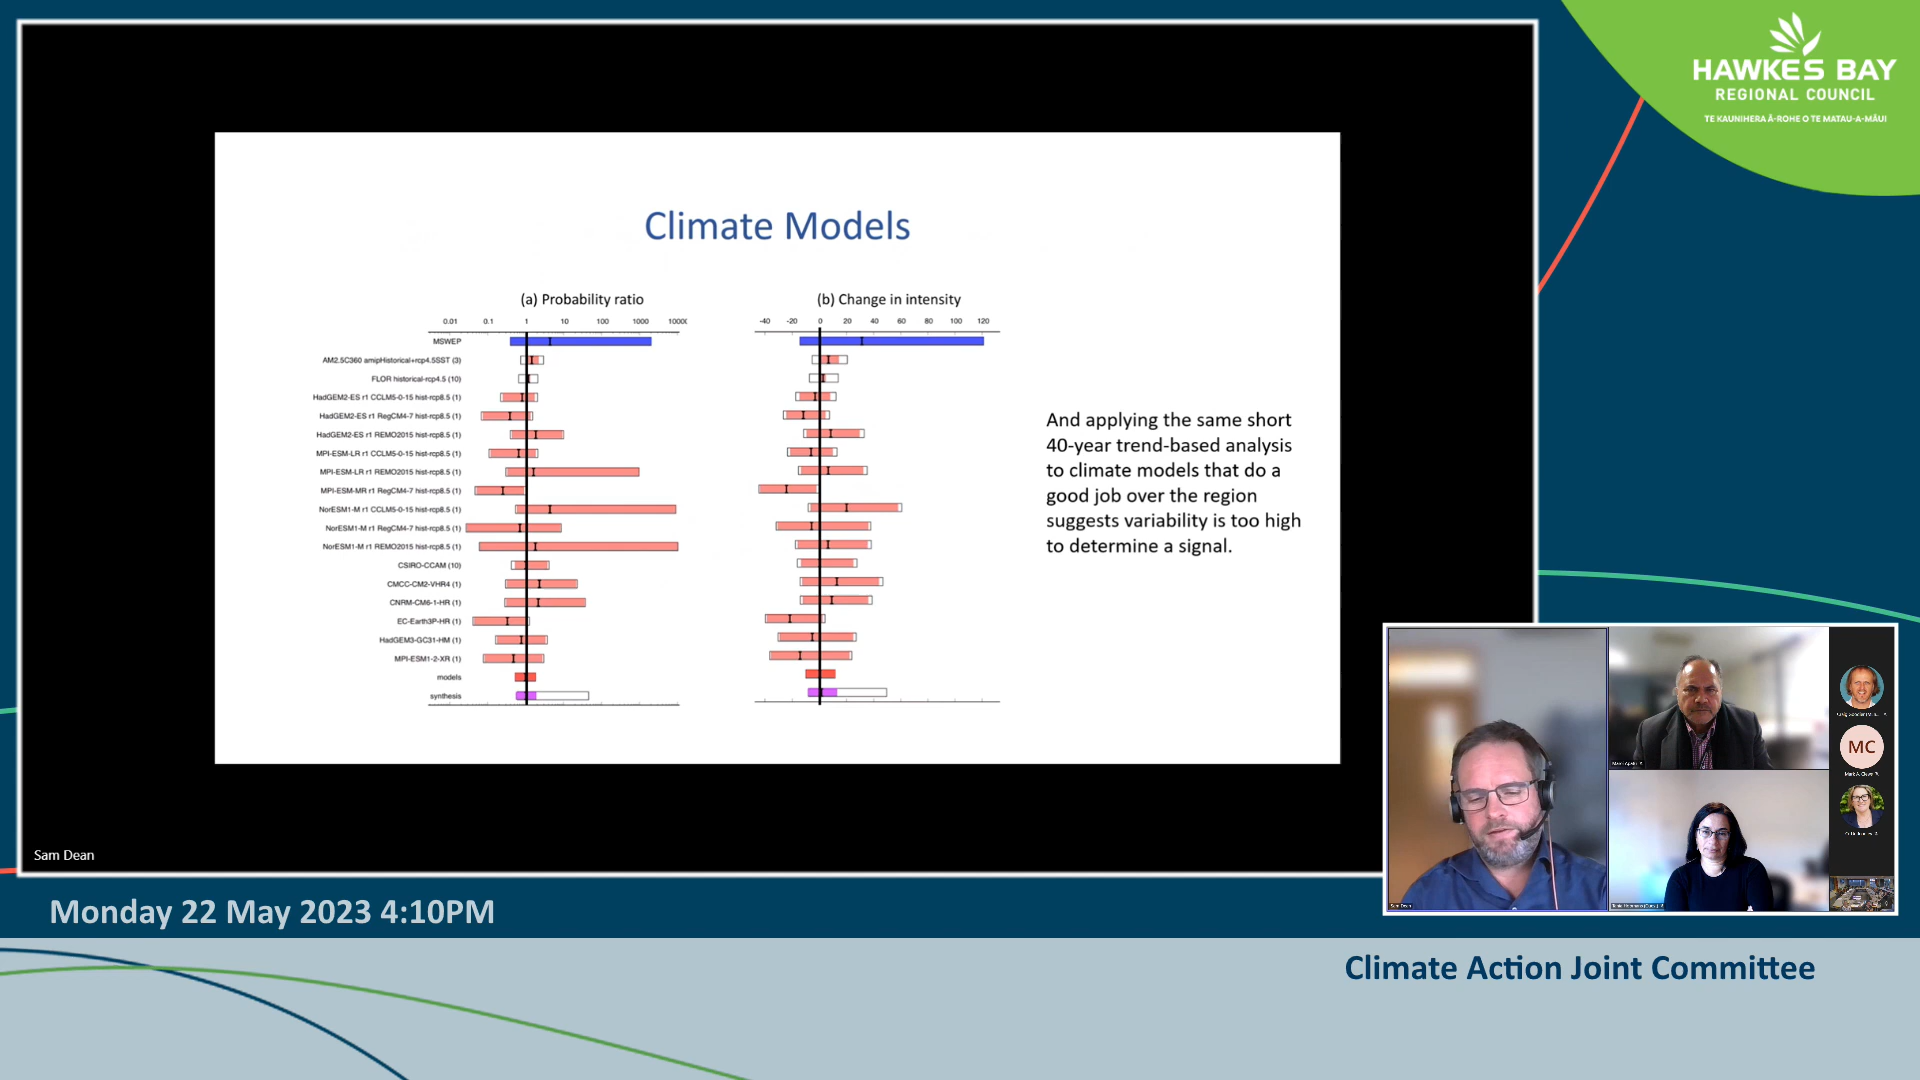 HAWKE'S BAY
REGIONAL COUNCIL
TE KAUNIHERA Ā-ROHE O TE MATAU-A-MĀUI
Climate Models
(a) Probability ratio
(b) Change in intensity
0.01 0.1 1 10 100 1000
-40 -20 0 20 40 60 80 100 120
MSWEP
AM2.5C360 amipHistorical+rcp4.5SST (3)
FLOR historical-rcp4.5 (10)
HadGEM2-ES r1 CCLM5-0-15 hist-rcp8.5 (1)
HadGEM2-ES r1 RegCM4-7 hist-rcp8.5 (1)
HadGEM2-ES r1 REMO2015 hist-rcp8.5 (1)
MPI-ESM-LR r1 CCLM5-0-15 hist-rcp8.5 (1)
MPI-ESM-LR r1 REMO2015 hist-rcp8.5 (1)
MPI-ESM-MR r1 RegCM4-7 hist-rcp8.5 (1)
NorESM1-M r1 CCLM5-0-15 hist-rcp8.5 (1)
NorESM1-M r1 RegCM4-7 hist-rcp8.5 (1)
NorESM1-M r1 REMO2015 hist-rcp8.5 (1)
CSIRO-CCAM (10)
CMCC-CM2-VHR4 (1)
CNRM-CM6-1-HR (1)
EC-Earth3P-HR (1)
HadGEM3-GC31-HM (1)
MPI-ESM1-2-XR (1)
models
synthesis
And applying the same short
40-year trend-based analysis
to climate models that do a
good job over the region
suggests variability is too high
to determine a signal.
Sam Dean
MC
Sam Dean
Monday 22 May 2023 4:10PM
Climate Action Joint Committee